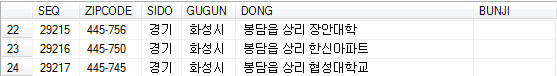 SEQ ZIPCODE SIDO GUGUN DONG BUNJI
22 29215 445-756 경기 화성시 봉담읍 상리 장안대학
23 29216 445-750 경기 화성시 봉담읍 상리 한신아파트
24 29217 445-745 경기 화성시 봉담읍 상리 협성대학교